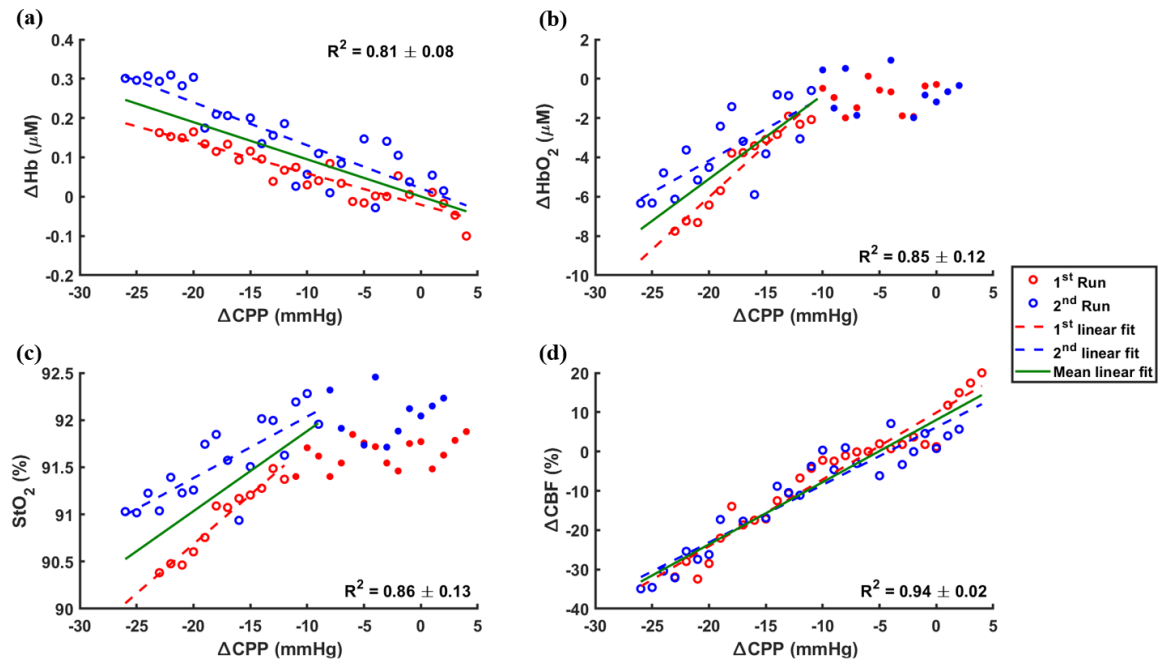 (a)
R² = 0.81 ± 0.08
ΔHb (μM)
0.4
0.3
0.2
0.1
0
-0.1
-0.2
-30 -25 -20 -15 -10 -5 0 5
ΔCPP (mmHg)
(b)
ΔHbO₂ (μM)
2
0
-2
-4
-6
-8
-10
R² = 0.85 ± 0.12
-30 -25 -20 -15 -10 -5 0 5
ΔCPP (mmHg)
1st Run
2nd Run
1st linear fit
2nd linear fit
Mean linear fit
(c)
StO₂ (%)
92.5
92
91.5
91
90.5
90
R² = 0.86 ± 0.13
-30 -25 -20 -15 -10 -5 0 5
ΔCPP (mmHg)
(d)
ΔCBF (%)
20
10
0
-10
-20
-30
-40
R² = 0.94 ± 0.02
-30 -25 -20 -15 -10 -5 0 5
ΔCPP (mmHg)